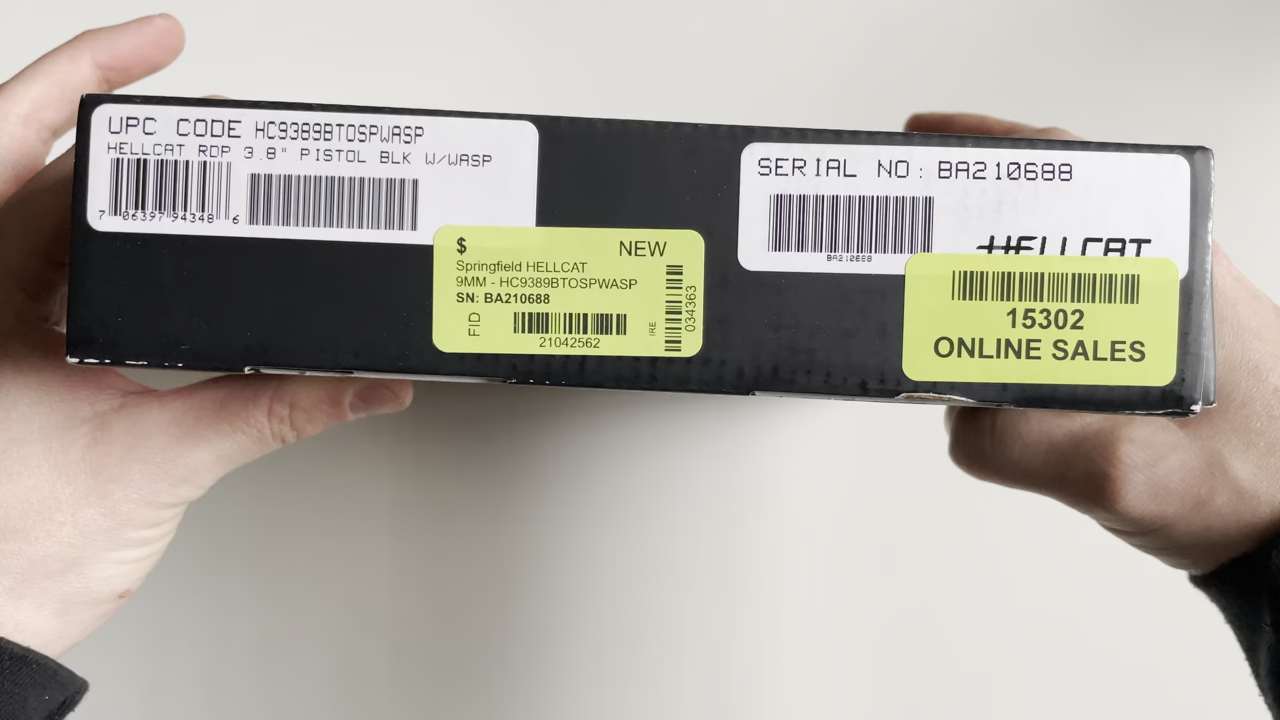 UPC CODE HC9389BTOSPWASP
HELLCAT RDP 3.8" PISTOL BLK W/WASP
7 06397 94348 6
SERIAL NO: BA210688
BA210688
HELLCAT
$ NEW
Springfield HELLCAT
9MM - HC9389BTOSPWASP
SN: BA210688
FID
21042562
IRE
034363
15302
ONLINE SALES